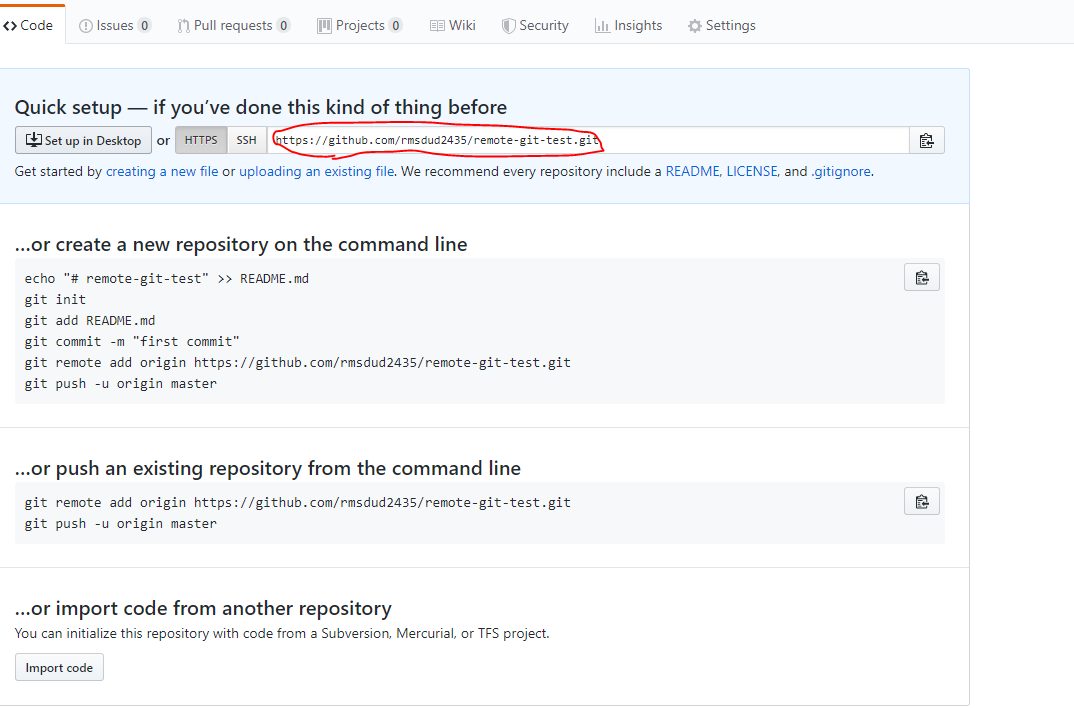 Code Issues 0 Pull requests 0 Projects 0 Wiki Security Insights Settings
Quick setup — if you’ve done this kind of thing before
Set up in Desktop or HTTPS SSH https://github.com/rmsdud2435/remote-git-test.git
Get started by creating a new file or uploading an existing file. We recommend every repository include a README, LICENSE, and .gitignore.
…or create a new repository on the command line
echo "# remote-git-test" >> README.md
git init
git add README.md
git commit -m "first commit"
git remote add origin https://github.com/rmsdud2435/remote-git-test.git
git push -u origin master
…or push an existing repository from the command line
git remote add origin https://github.com/rmsdud2435/remote-git-test.git
git push -u origin master
…or import code from another repository
You can initialize this repository with code from a Subversion, Mercurial, or TFS project.
Import code